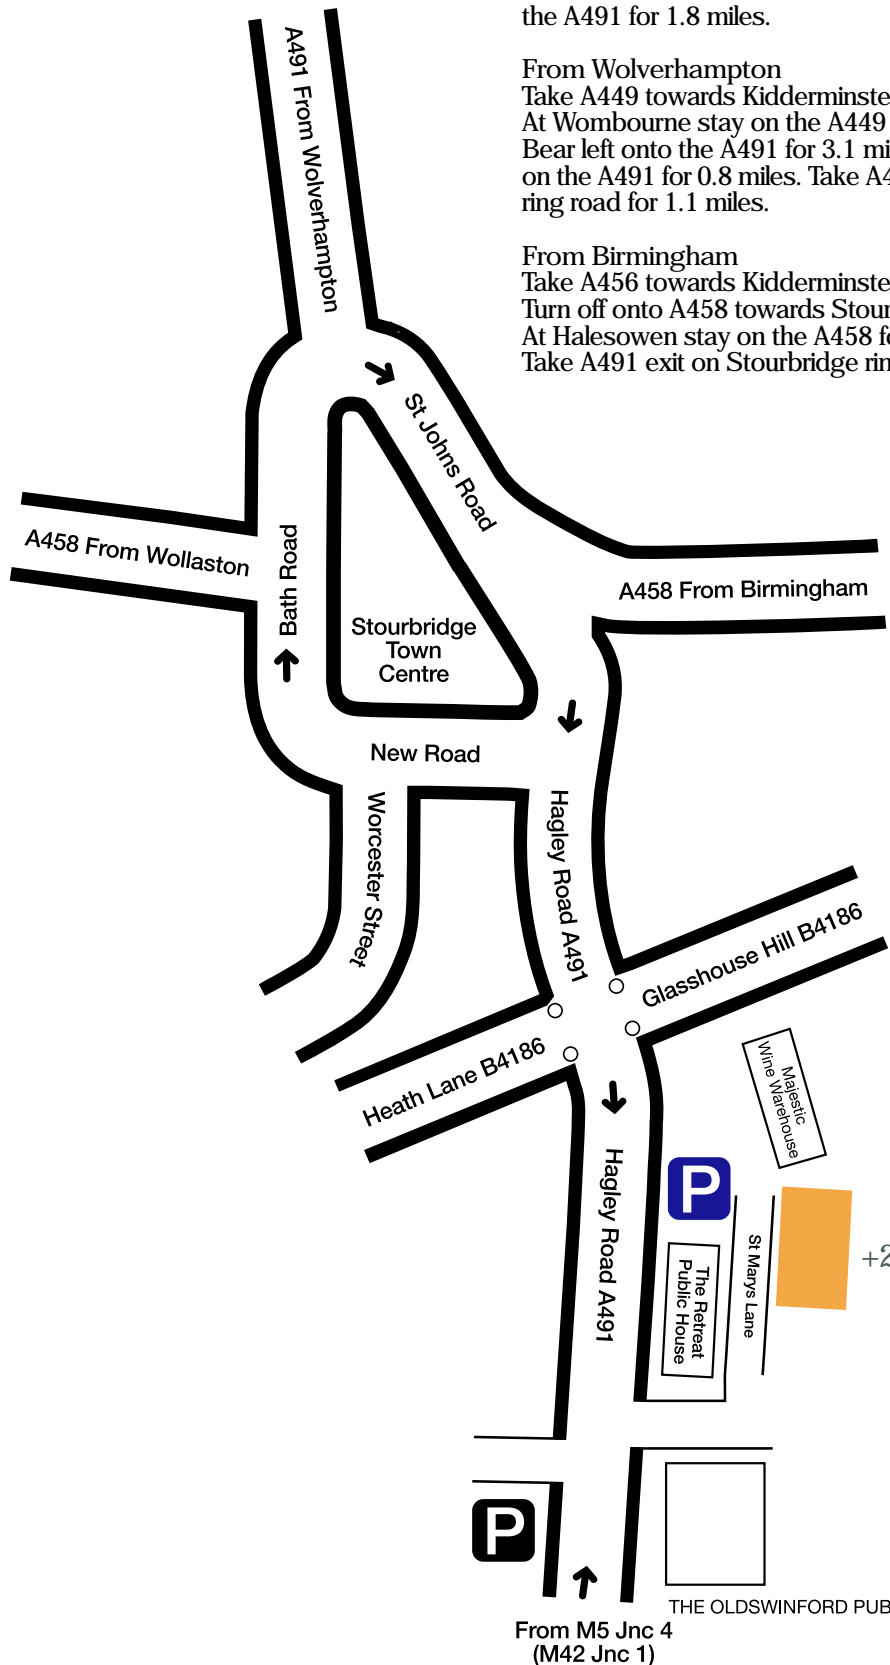 the A491 for 1.8 miles.
From Wolverhampton
Take A449 towards Kidderminste
At Wombourne stay on the A449
Bear left onto the A491 for 3.1 mi
on the A491 for 0.8 miles. Take A4
ring road for 1.1 miles.
From Birmingham
Take A456 towards Kidderminste
Turn off onto A458 towards Stour
At Halesowen stay on the A458 fo
Take A491 exit on Stourbridge rin
A491 From Wolverhampton
St Johns Road
A458 From Wollaston
Bath Road
A458 From Birmingham
Stourbridge
Town
Centre
New Road
Worcester Street
Hagley Road A491
Glasshouse Hill B4186
Heath Lane B4186
Majestic
Wine Warehouse
P
Hagley Road A491
The Retreat
Public House
St Marys Lane
+2
P
THE OLDSWINFORD PUB
From M5 Jnc 4
(M42 Jnc 1)